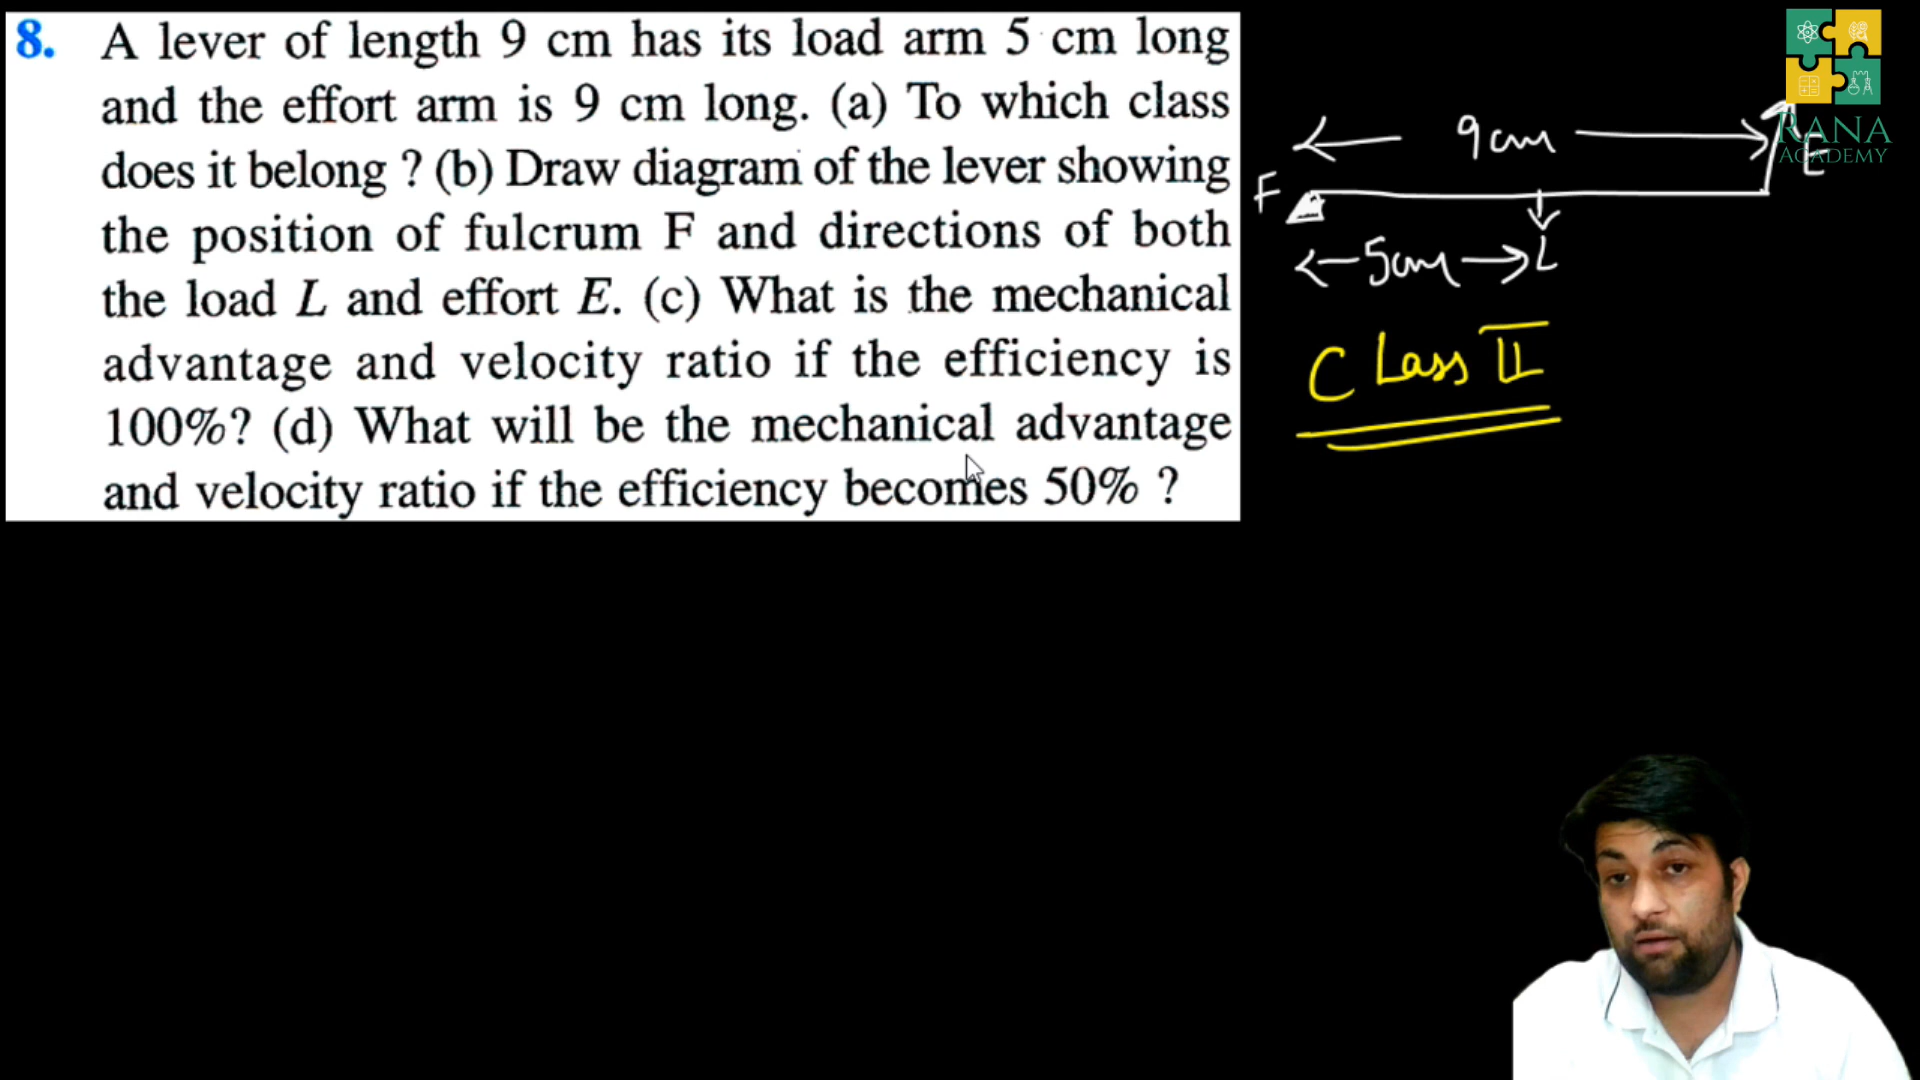 8. A lever of length 9 cm has its load arm 5 cm long
and the effort arm is 9 cm long. (a) To which class
does it belong ? (b) Draw diagram of the lever showing
the position of fulcrum F and directions of both
the load L and effort E. (c) What is the mechanical
advantage and velocity ratio if the efficiency is
100%? (d) What will be the mechanical advantage
and velocity ratio if the efficiency becomes 50% ?
RANA
ACADEMY
9cm
E
F
5cm
L
Class II